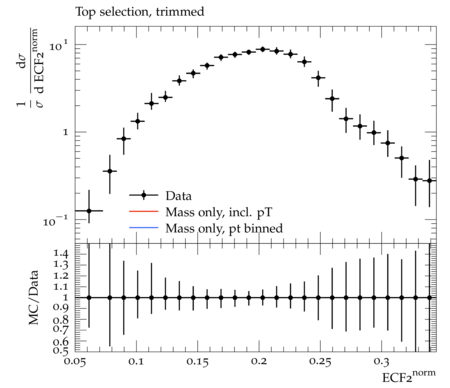 Top selection, trimmed
1/σ dσ/d ECF2^norm
10^1
1
10^−1
Data
Mass only, incl. pT
Mass only, pt binned
MC/Data
1.4
1.3
1.2
1.1
1
0.9
0.8
0.7
0.6
0.5
0.05 0.1 0.15 0.2 0.25 0.3
ECF2^norm